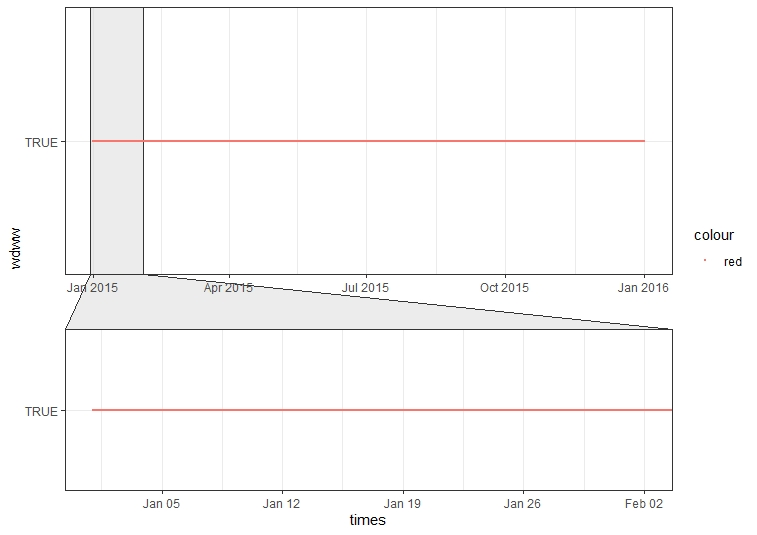 TRUE
Jan 2015 Apr 2015 Jul 2015 Oct 2015 Jan 2016
wdww
colour
red
TRUE
Jan 05 Jan 12 Jan 19 Jan 26 Feb 02
times